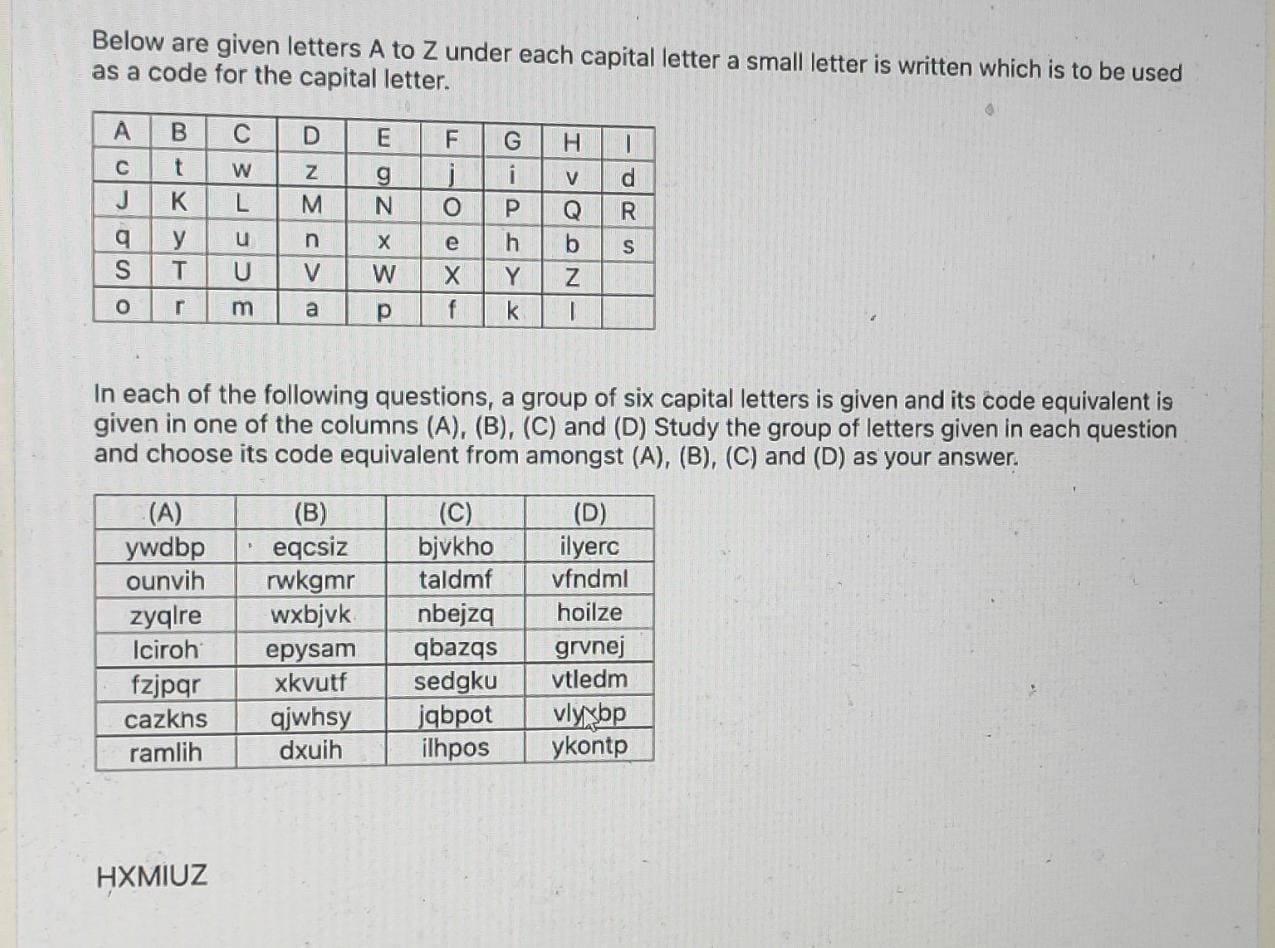 Below are given letters A to Z under each capital letter a small letter is written which is to be used
as a code for the capital letter.
A B C D E F G H I
c t w z g j i v d
J K L M N O P Q R
q y u n x e h b s
S T U V W X Y Z
o r m a p f k l
In each of the following questions, a group of six capital letters is given and its code equivalent is
given in one of the columns (A), (B), (C) and (D) Study the group of letters given in each question
and choose its code equivalent from amongst (A), (B), (C) and (D) as your answer.
(A) (B) (C) (D)
ywdbp eqcsiz bjvkho ilyerc
ounvih rwkgmr taldmf vfndml
zyqlre wxbjvk nbejzq hoilze
lciroh epysam qbazqs grvnej
fzjpqr xkvutf sedgku vtledm
cazkns qjwhsy jqbpot
ramlih dxuih ilhpos ykontp
HXMIUZ